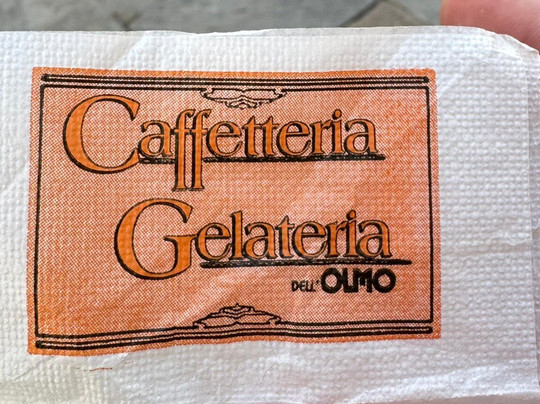 Caffetteria
Gelateria
DELL' OLMO